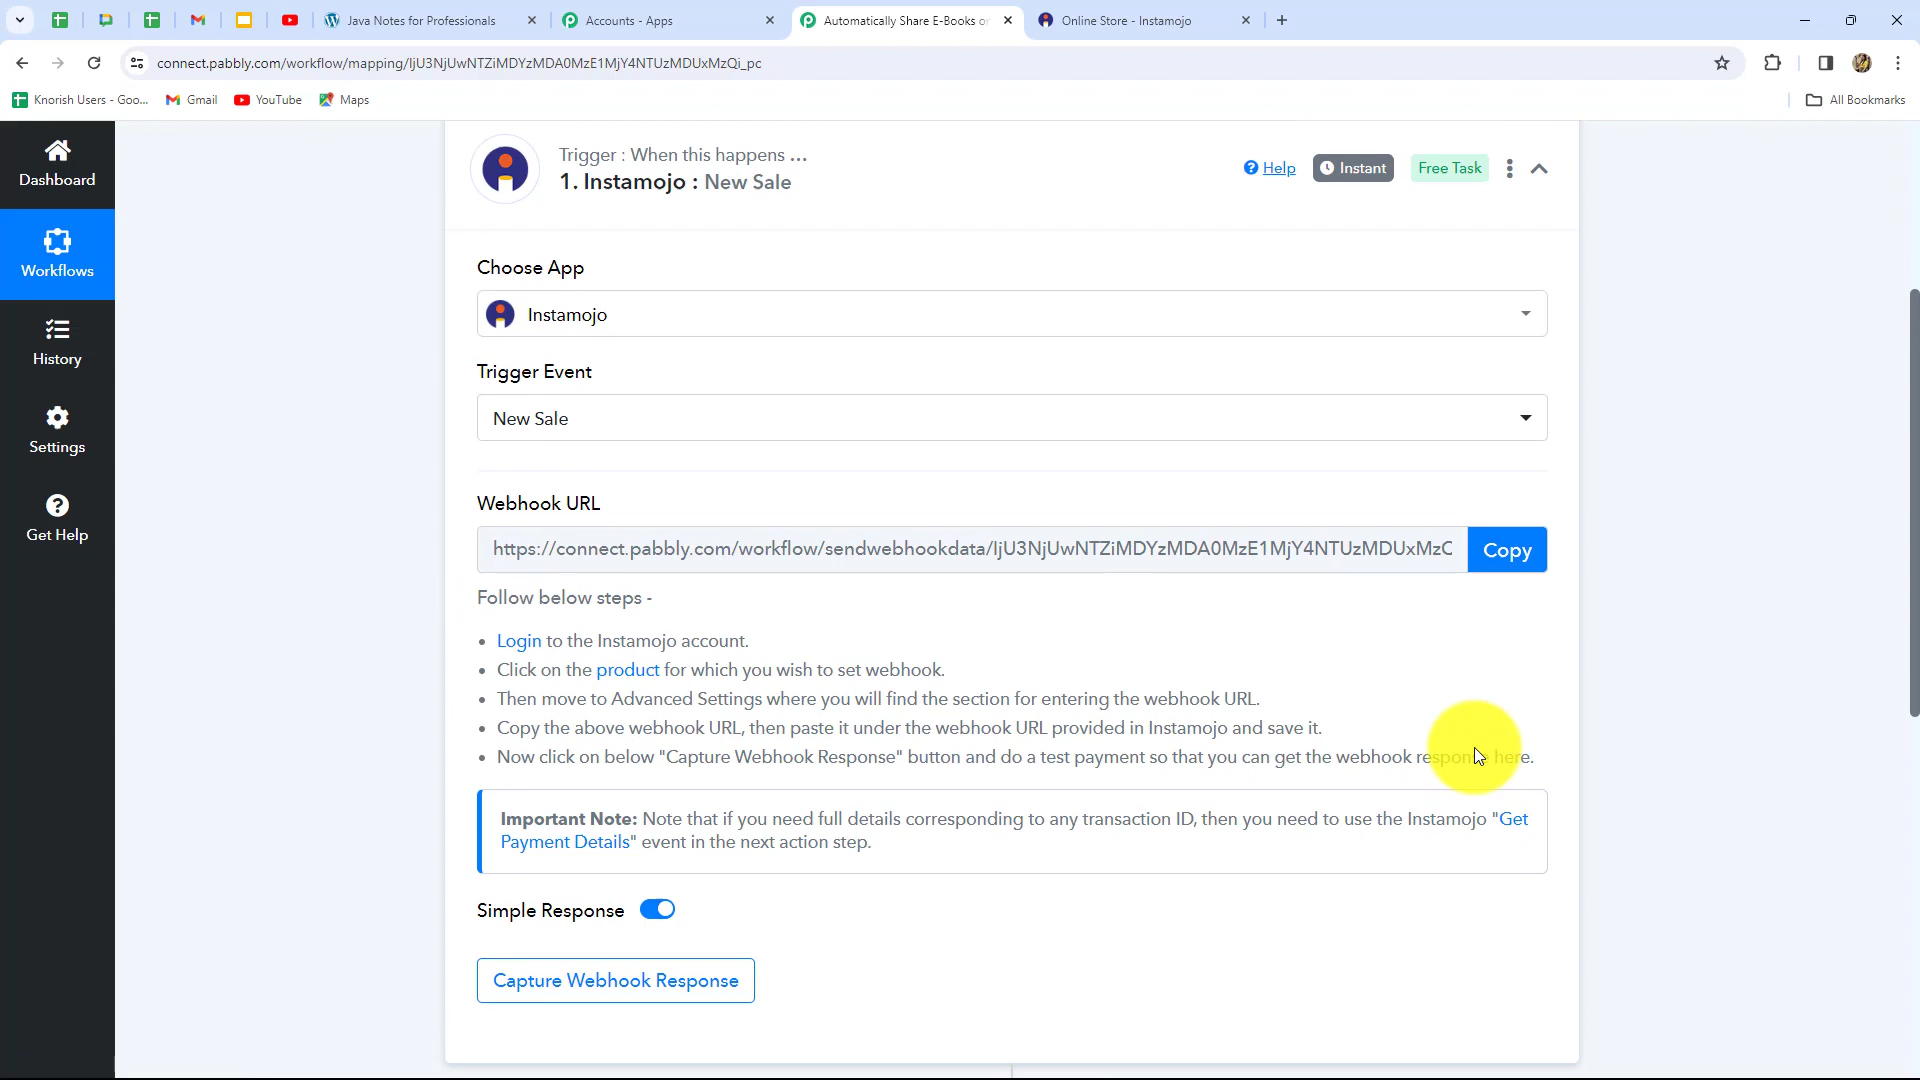 Java Notes for Professionals
Accounts - Apps
Automatically Share E-Books o
Online Store - Instamojo
connect.pabbly.com/workflow/mapping/IjU3NjUwNTZiMDYzMDA0MzE1MjY4NTUzMDUxMzQi_pc
Knorish Users - Goo...
Gmail
YouTube
Maps
All Bookmarks
Dashboard
Workflows
History
Settings
Get Help
Trigger : When this happens ...
1. Instamojo : New Sale
Help
Instant
Free Task
Choose App
Instamojo
Trigger Event
New Sale
Webhook URL
https://connect.pabbly.com/workflow/sendwebhookdata/IjU3NjUwNTZiMDYzMDA0MzE1MjY4NTUzMDUxMzC
Copy
Follow below steps -
• Login to the Instamojo account.
• Click on the product for which you wish to set webhook.
• Then move to Advanced Settings where you will find the section for entering the webhook URL.
• Copy the above webhook URL, then paste it under the webhook URL provided in Instamojo and save it.
• Now click on below "Capture Webhook Response" button and do a test payment so that you can get the webhook response here.
Important Note: Note that if you need full details corresponding to any transaction ID, then you need to use the Instamojo "Get
Payment Details" event in the next action step.
Simple Response
Capture Webhook Response